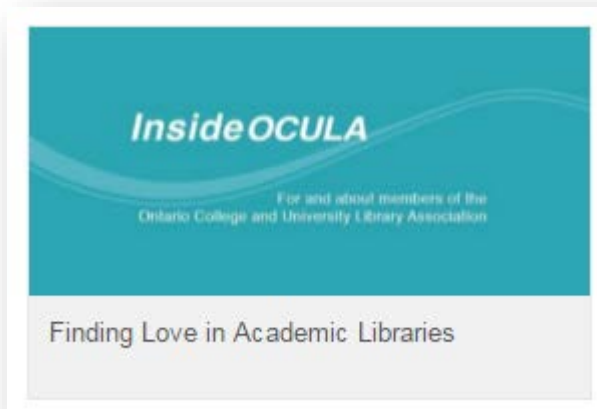 InsideOCULA
For and about members of the
Ontario College and University Library Association
Finding Love in Academic Libraries